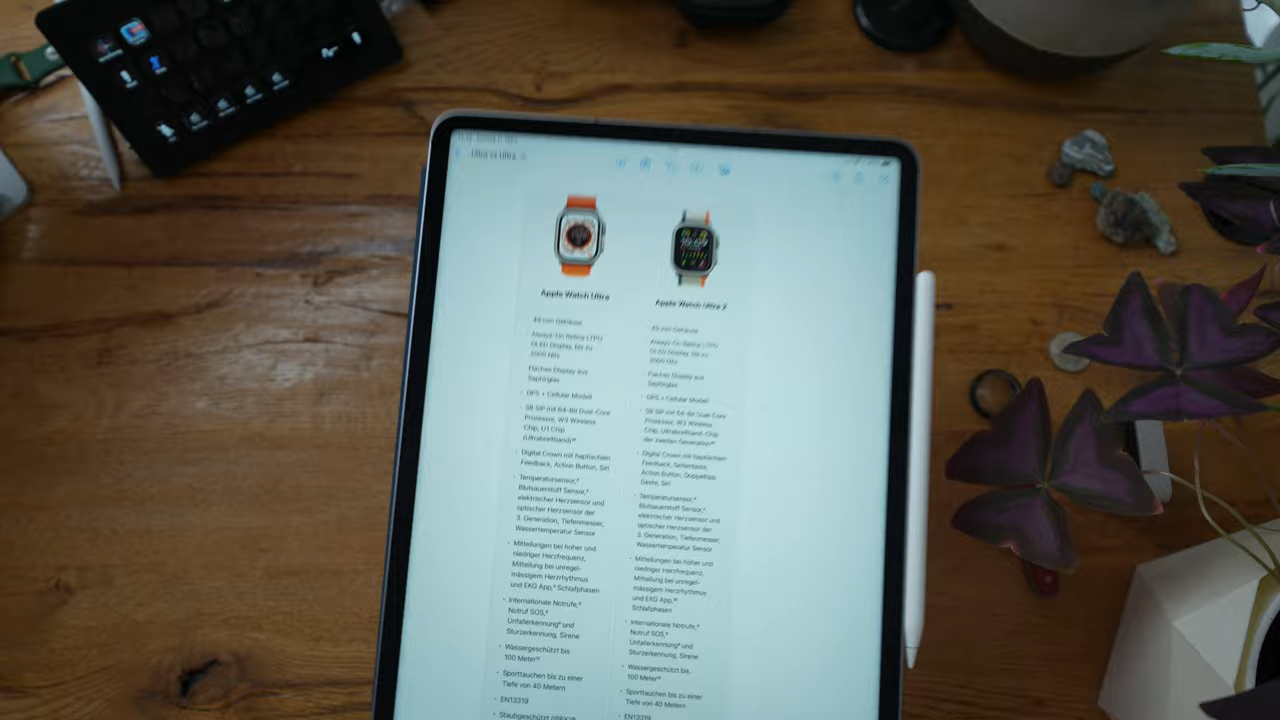 Ultra vs Ultra
Apple Watch Ultra
49 mm Gehäuse
Always-On Retina LTPO
OLED Display, bis zu
2000 Nits
Flaches Display aus
Saphirglas
GPS + Cellular Modell
S8 SiP mit 64-Bit Dual-Core
Prozessor, W3 Wireless
Chip, U1 Chip
(Ultrabreitband)
Digital Crown mit haptischem
Feedback, Action Button, Siri
Temperatursensor,
Blutsauerstoff Sensor,
elektrischer Herzsensor und
optischer Herzsensor der
3. Generation, Tiefenmesser,
Wassertemperatur Sensor
Mitteilungen bei hoher und
niedriger Herzfrequenz,
Mitteilung bei unregel-
mässigem Herzrhythmus
und EKG App, Schlafphasen
Internationale Notrufe,
Notruf SOS,
Unfallerkennung und
Sturzerkennung, Sirene
Wassergeschützt bis
100 Meter
Sporttauchen bis zu einer
Tiefe von 40 Metern
EN13319
Staubgeschützt (IP6X)
Apple Watch Ultra 2
49 mm Gehäuse
Always-On Retina LTPO
OLED Display, bis zu
Flaches Display aus
Saphirglas
GPS + Cellular Modell
Prozessor, W3 Wireless
Chip, Ultrabreitband-Chip
der zweiten Generation
Digital Crown mit haptischem
Feedback, Seitentaste,
Action Button, Doppeltipp
Geste, Siri
Temperatursensor,
Blutsauerstoff Sensor,
elektrischer Herzsensor und
optischer Herzsensor der
3. Generation, Tiefenmesser,
Wassertemperatur Sensor
Mitteilungen bei hoher und
niedriger Herzfrequenz,
Mitteilung bei unregel-
mässigem Herzrhythmus
und EKG App,
Schlafphasen
Internationale Notrufe,
Notruf SOS,
Unfallerkennung und
Sturzerkennung, Sirene
Wassergeschützt bis
100 Meter
Sporttauchen bis zu einer
Tiefe von 40 Metern
EN13319